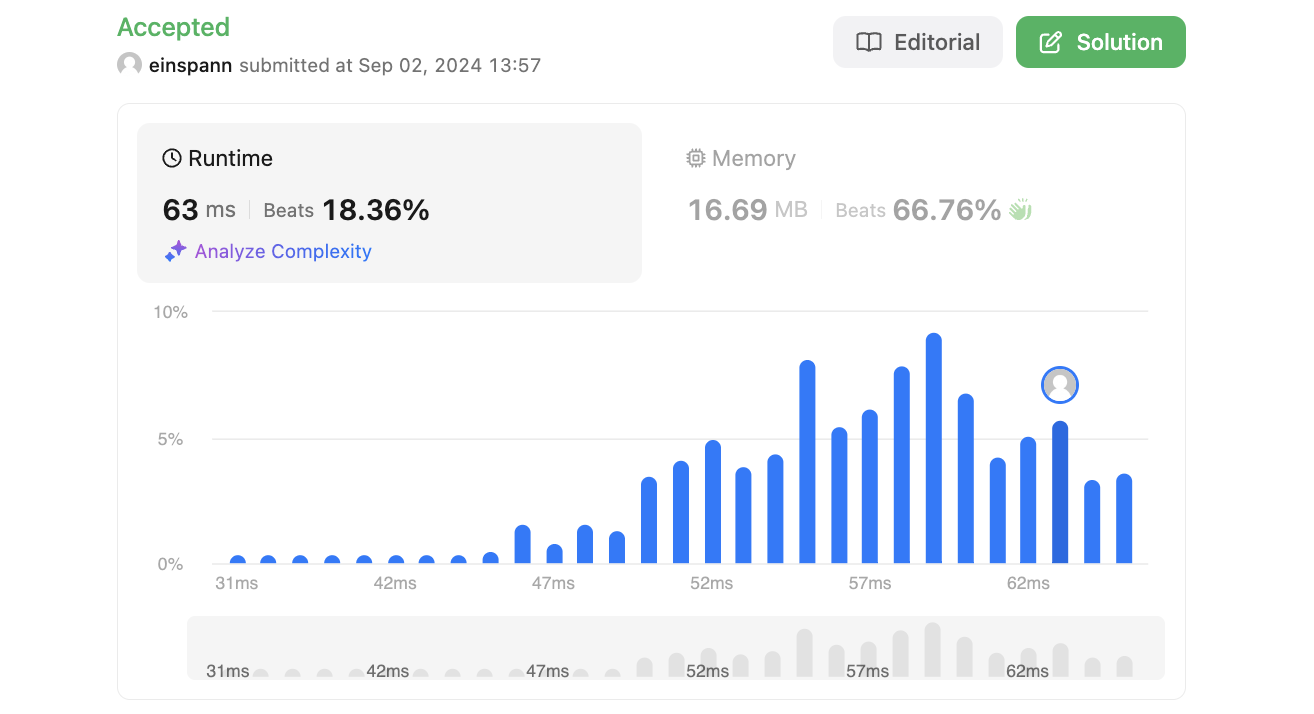 Accepted
einspann submitted at Sep 02, 2024 13:57
Editorial
Solution
Runtime
63 ms Beats 18.36%
Analyze Complexity
Memory
16.69 MB Beats 66.76%
10%
5%
0%
31ms 42ms 47ms 52ms 57ms 62ms
31ms 42ms 47ms 52ms 57ms 62ms